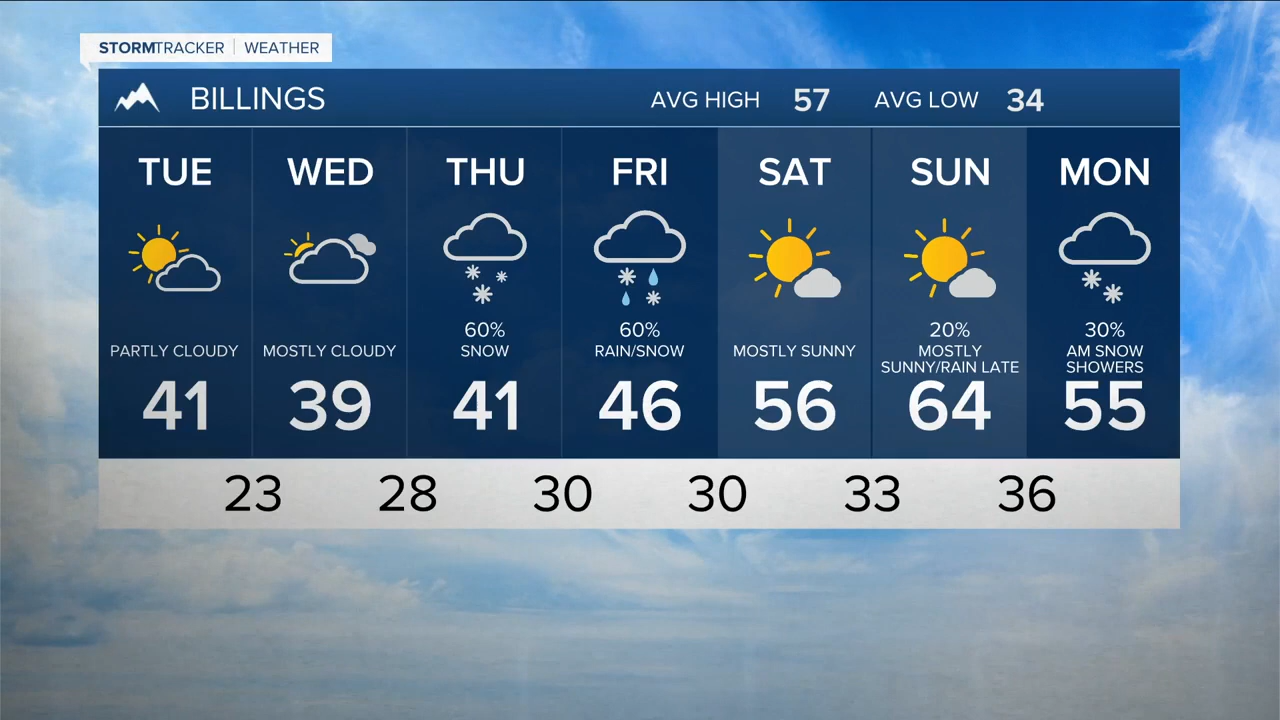 STORMTRACKER | WEATHER
BILLINGS AVG HIGH 57 AVG LOW 34
TUE WED THU FRI SAT SUN MON
60% 60% 20% 30%
PARTLY CLOUDY MOSTLY CLOUDY SNOW RAIN/SNOW MOSTLY SUNNY MOSTLY AM SNOW
SUNNY/RAIN LATE SHOWERS
41 39 41 46 56 64 55
23 28 30 30 33 36